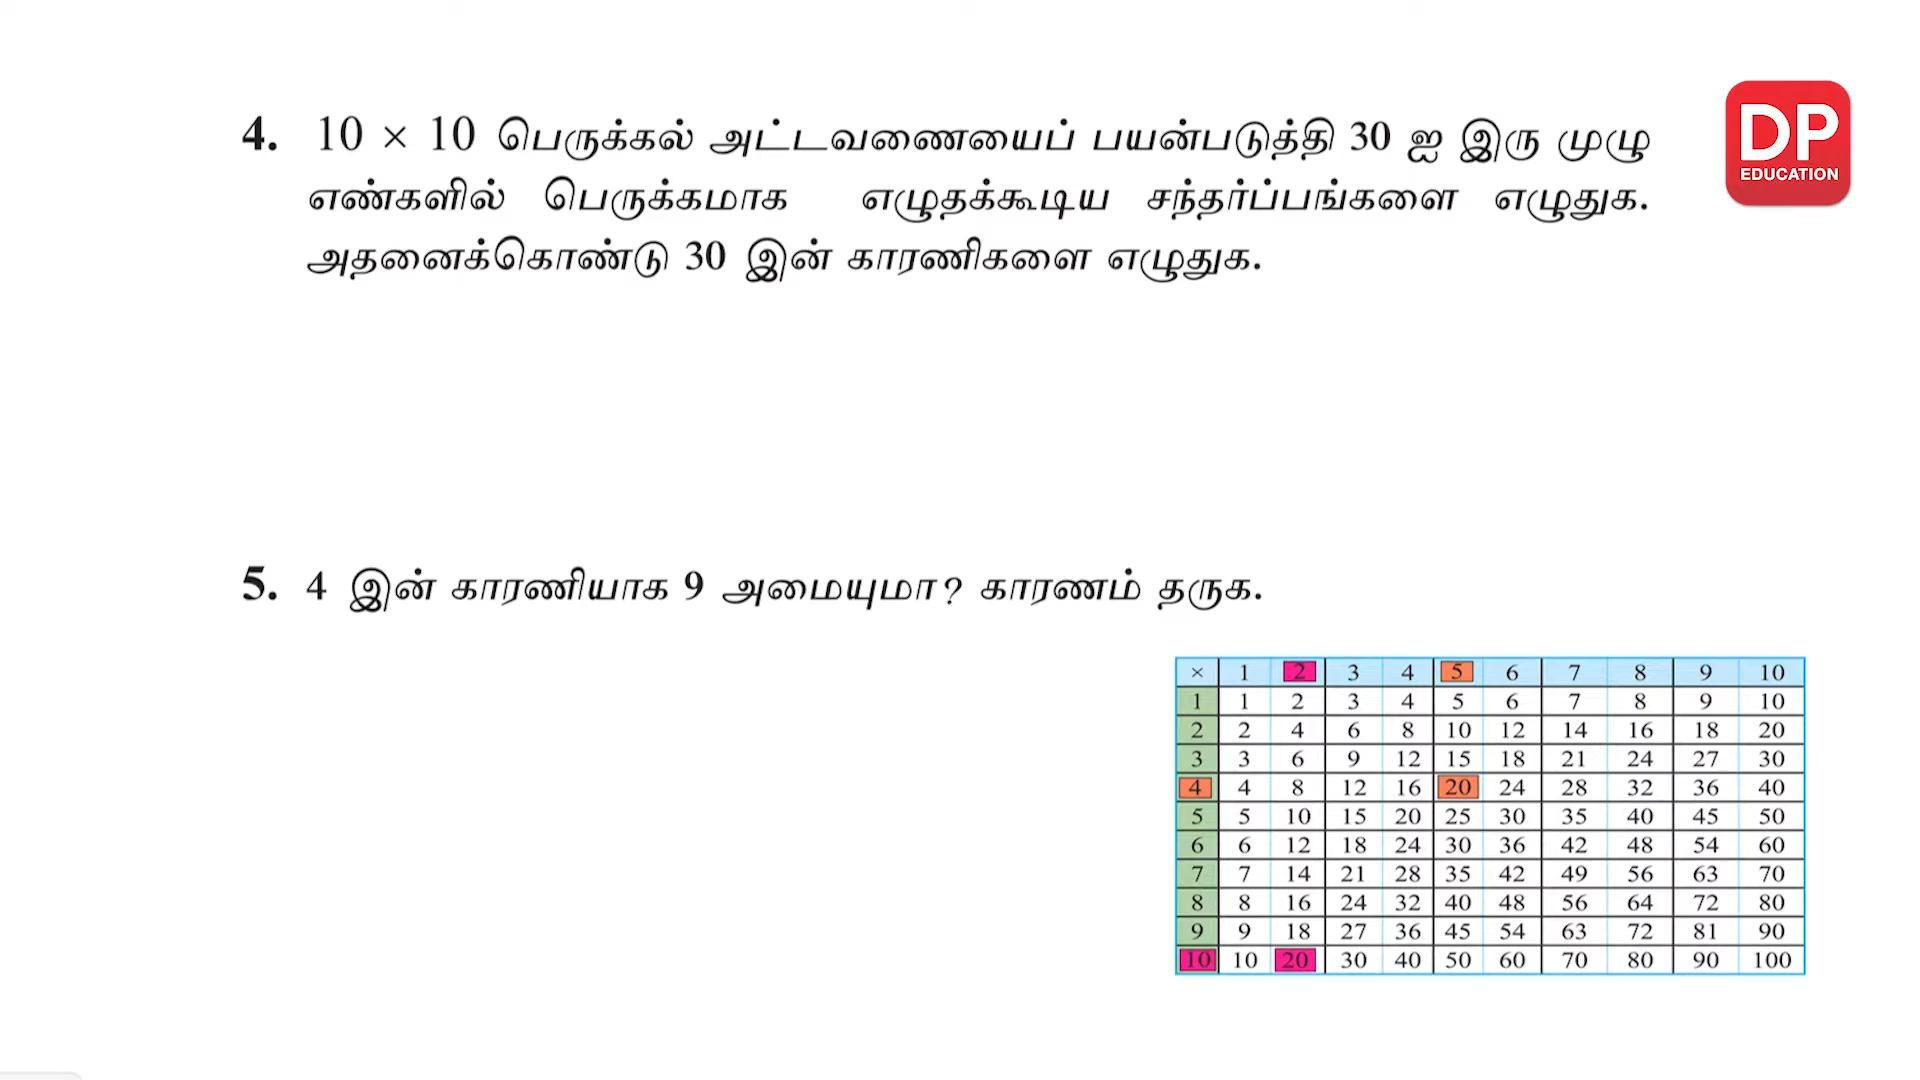 DP
EDUCATION
4. 10 × 10 பெருக்கல் அட்டவணையைப் பயன்படுத்தி 30 ஐ இரு முழு
எண்களில் பெருக்கமாக எழுதக்கூடிய சந்தர்ப்பங்களை எழுதுக.
அதனைக்கொண்டு 30 இன் காரணிகளை எழுதுக.
5. 4 இன் காரணியாக 9 அமையுமா? காரணம் தருக.
× 1 2 3 4 5 6 7 8 9 10
1 1 2 3 4 5 6 7 8 9 10
2 2 4 6 8 10 12 14 16 18 20
3 3 6 9 12 15 18 21 24 27 30
4 4 8 12 16 20 24 28 32 36 40
5 5 10 15 20 25 30 35 40 45 50
6 6 12 18 24 30 36 42 48 54 60
7 7 14 21 28 35 42 49 56 63 70
8 8 16 24 32 40 48 56 64 72 80
9 9 18 27 36 45 54 63 72 81 90
10 10 20 30 40 50 60 70 80 90 100